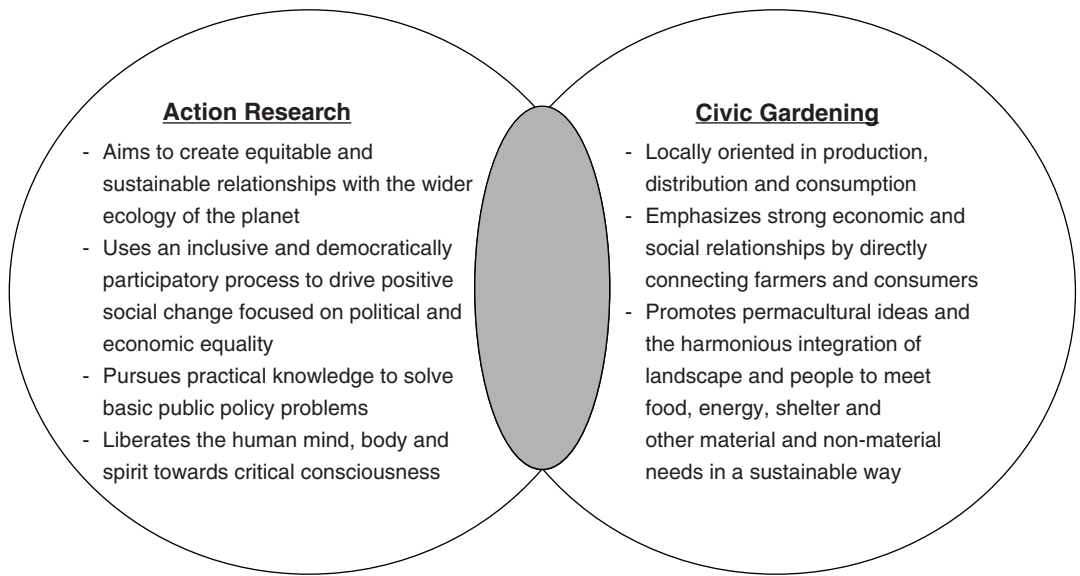 Action Research
- Aims to create equitable and
sustainable relationships with the wider
ecology of the planet
- Uses an inclusive and democratically
participatory process to drive positive
social change focused on political and
economic equality
- Pursues practical knowledge to solve
basic public policy problems
- Liberates the human mind, body and
spirit towards critical consciousness
Civic Gardening
- Locally oriented in production,
distribution and consumption
- Emphasizes strong economic and
social relationships by directly
connecting farmers and consumers
- Promotes permacultural ideas and
the harmonious integration of
landscape and people to meet
food, energy, shelter and
other material and non-material
needs in a sustainable way